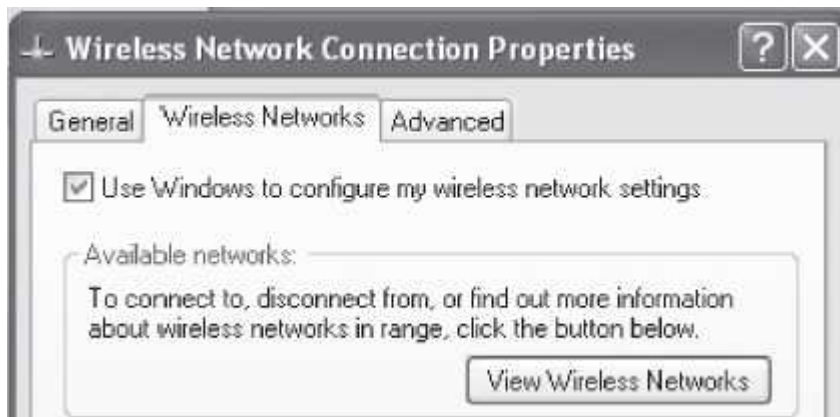 Wireless Network Connection Properties
General Wireless Networks Advanced
Use Windows to configure my wireless network settings
Available networks:
To connect to, disconnect from, or find out more information
about wireless networks in range, click the button below.
View Wireless Networks